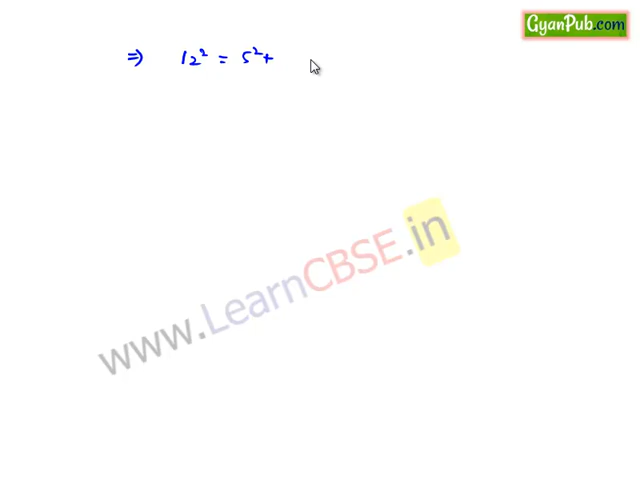 GyanPub.com
⇒ 12² = 5² +
www.LearnCBSE.in